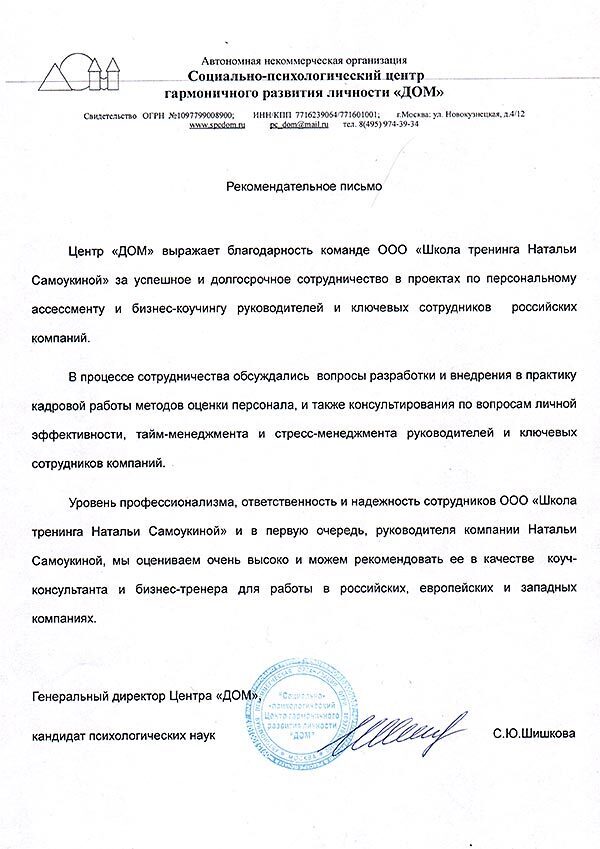 Автономная некоммерческая организация
Социально-психологический центр
гармоничного развития личности «ДОМ»
Свидетельство ОГРН №1097799008900; ИНН/КПП 7716239064/771601001; г.Москва: ул. Новокузнецкая, д.4/12
www.spcdom.ru pc_dom@mail.ru тел. 8(495) 974-39-34
Рекомендательное письмо
Центр «ДОМ» выражает благодарность команде ООО «Школа тренинга Натальи
Самоукиной» за успешное и долгосрочное сотрудничество в проектах по персональному
ассессменту и бизнес-коучингу руководителей и ключевых сотрудников российских
компаний.
В процессе сотрудничества обсуждались вопросы разработки и внедрения в практику
кадровой работы методов оценки персонала, и также консультирования по вопросам личной
эффективности, тайм-менеджмента и стресс-менеджмента руководителей и ключевых
сотрудников компаний.
Уровень профессионализма, ответственность и надежность сотрудников ООО «Школа
тренинга Натальи Самоукиной» и в первую очередь, руководителя компании Натальи
Самоукиной, мы оцениваем очень высоко и можем рекомендовать ее в качестве коуч-
консультанта и бизнес-тренера для работы в российских, европейских и западных
компаниях.
Генеральный директор Центра «ДОМ»,
кандидат психологических наук С.Ю.Шишкова
"Социально-
-психологический
Центр гармоничного
развития личности
"ДОМ"